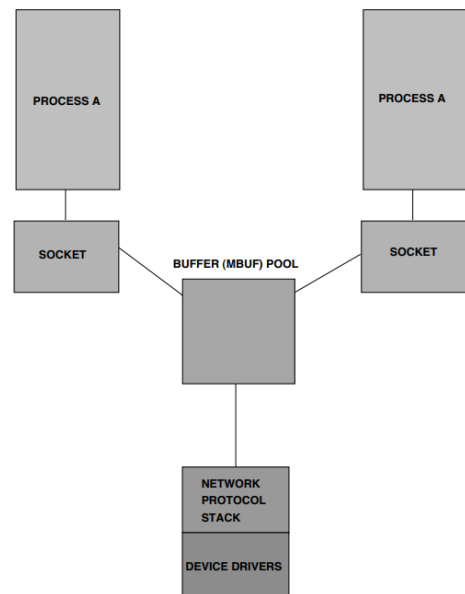 PROCESS A
PROCESS A
SOCKET
SOCKET
BUFFER (MBUF) POOL
NETWORK
PROTOCOL
STACK
DEVICE DRIVERS